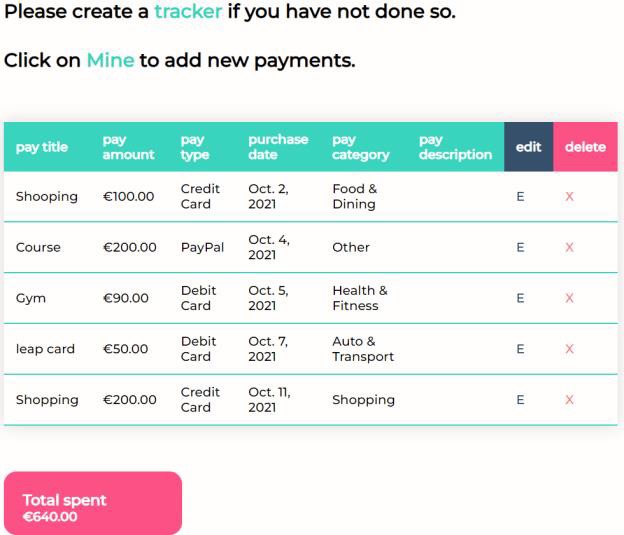 Please create a tracker if you have not done so.
Click on Mine to add new payments.
pay title pay amount pay type purchase date pay category pay description edit delete
Shooping €100.00 Credit Card Oct. 2, 2021 Food & Dining E X
Course €200.00 PayPal Oct. 4, 2021 Other E X
Gym €90.00 Debit Card Oct. 5, 2021 Health & Fitness E X
leap card €50.00 Debit Card Oct. 7, 2021 Auto & Transport E X
Shopping €200.00 Credit Card Oct. 11, 2021 Shopping E X
Total spent
€640.00